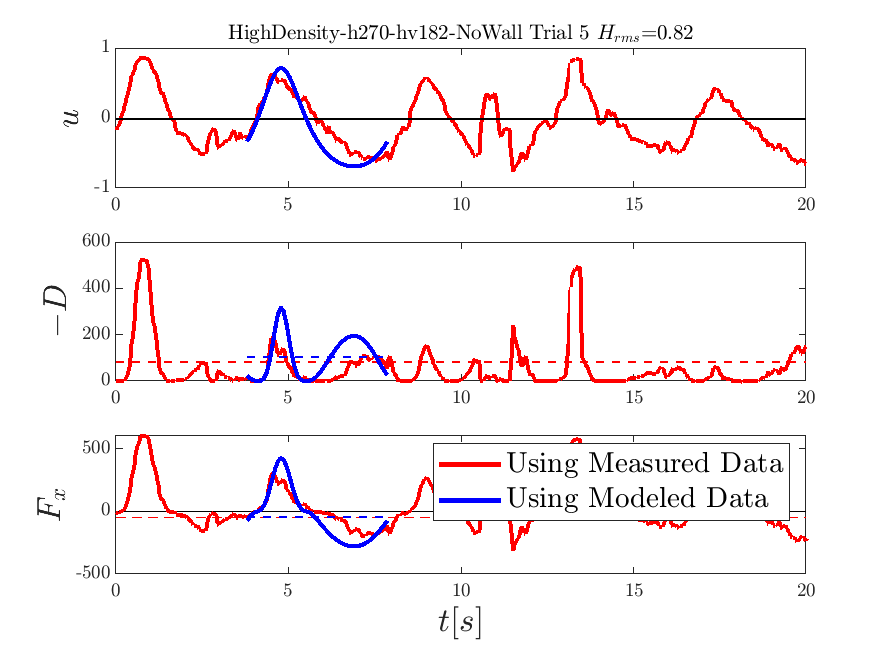 HighDensity-h270-hv182-NoWall Trial 5 H_rms=0.82
1
0
-1
u
0 5 10 15 20
600
400
200
0
−D
0 5 10 15 20
500
0
-500
F_x
Using Measured Data
Using Modeled Data
0 5 10 15 20
t[s]